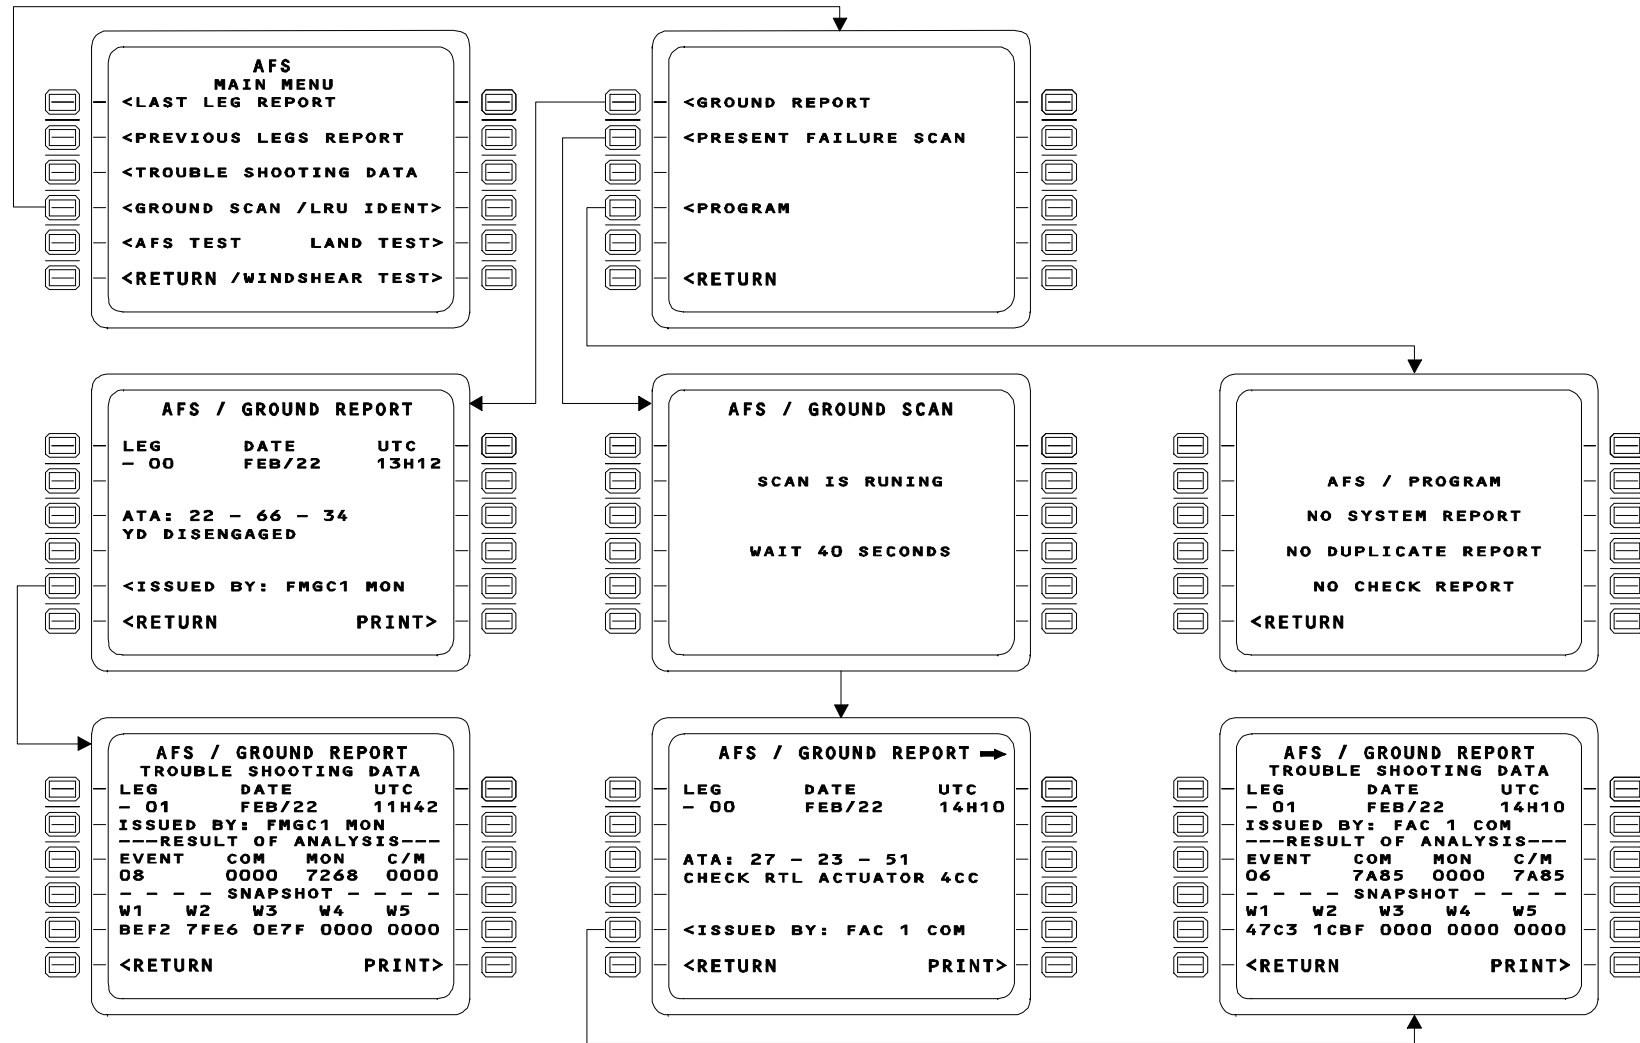 AFS
MAIN MENU
<LAST LEG REPORT
<PREVIOUS LEGS REPORT
<TROUBLE SHOOTING DATA
<GROUND SCAN /LRU IDENT>
<AFS TEST LAND TEST>
<RETURN /WINDSHEAR TEST>
<GROUND REPORT
<PRESENT FAILURE SCAN
<PROGRAM
<RETURN
AFS / GROUND REPORT
LEG DATE UTC
– 00 FEB/22 13H12
ATA: 22 – 66 – 34
YD DISENGAGED
<ISSUED BY: FMGC1 MON
<RETURN PRINT>
AFS / GROUND SCAN
SCAN IS RUNING
WAIT 40 SECONDS
AFS / PROGRAM
NO SYSTEM REPORT
NO DUPLICATE REPORT
NO CHECK REPORT
<RETURN
AFS / GROUND REPORT
TROUBLE SHOOTING DATA
LEG DATE UTC
– 01 FEB/22 11H42
ISSUED BY: FMGC1 MON
–––RESULT OF ANALYSIS–––
EVENT COM MON C/M
08 0000 7268 0000
– – – – SNAPSHOT – – – –
W1 W2 W3 W4 W5
BEF2 7FE6 0E7F 0000 0000
<RETURN PRINT>
AFS / GROUND REPORT →
LEG DATE UTC
– 00 FEB/22 14H10
ATA: 27 – 23 – 51
CHECK RTL ACTUATOR 4CC
<ISSUED BY: FAC 1 COM
<RETURN PRINT>
AFS / GROUND REPORT
TROUBLE SHOOTING DATA
LEG DATE UTC
– 01 FEB/22 14H10
ISSUED BY: FAC 1 COM
–––RESULT OF ANALYSIS–––
EVENT COM MON C/M
06 7A85 0000 7A85
– – – – SNAPSHOT – – – –
W1 W2 W3 W4 W5
47C3 1CBF 0000 0000 0000
<RETURN PRINT>